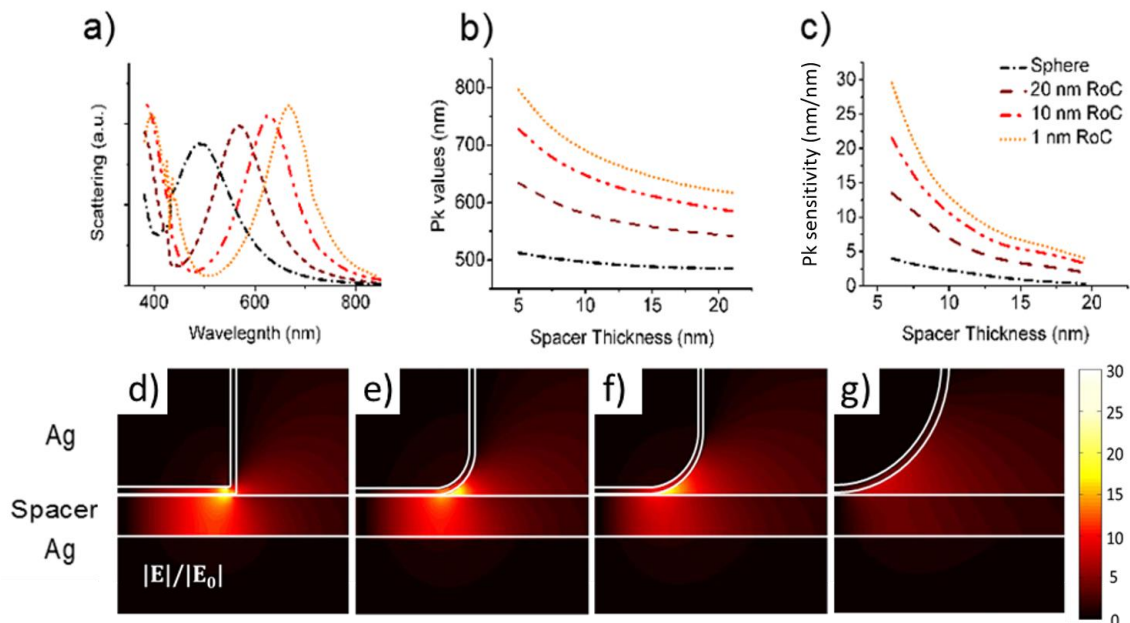 a)
Scattering (a.u.)
400 600 800
Wavelegnth (nm)
b)
Pk values (nm)
800
700
600
500
5 10 15 20
Spacer Thickness (nm)
c)
Pk sensitivity (nm/nm)
30
25
20
15
10
5
0
5 10 15 20
Spacer Thickness (nm)
Sphere
20 nm RoC
10 nm RoC
1 nm RoC
d) e) f) g)
Ag
Spacer
Ag
|E|/|E₀|
30
25
20
15
10
5
0